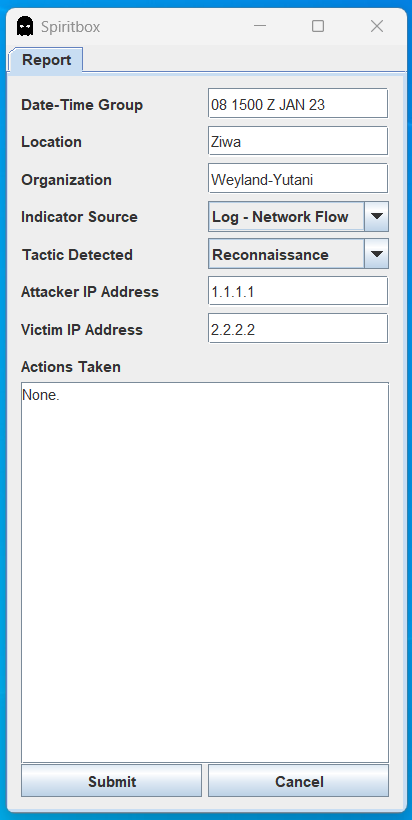 Spiritbox
Report
Date-Time Group 08 1500 Z JAN 23
Location Ziwa
Organization Weyland-Yutani
Indicator Source Log - Network Flow
Tactic Detected Reconnaissance
Attacker IP Address 1.1.1.1
Victim IP Address 2.2.2.2
Actions Taken
None.
Submit Cancel